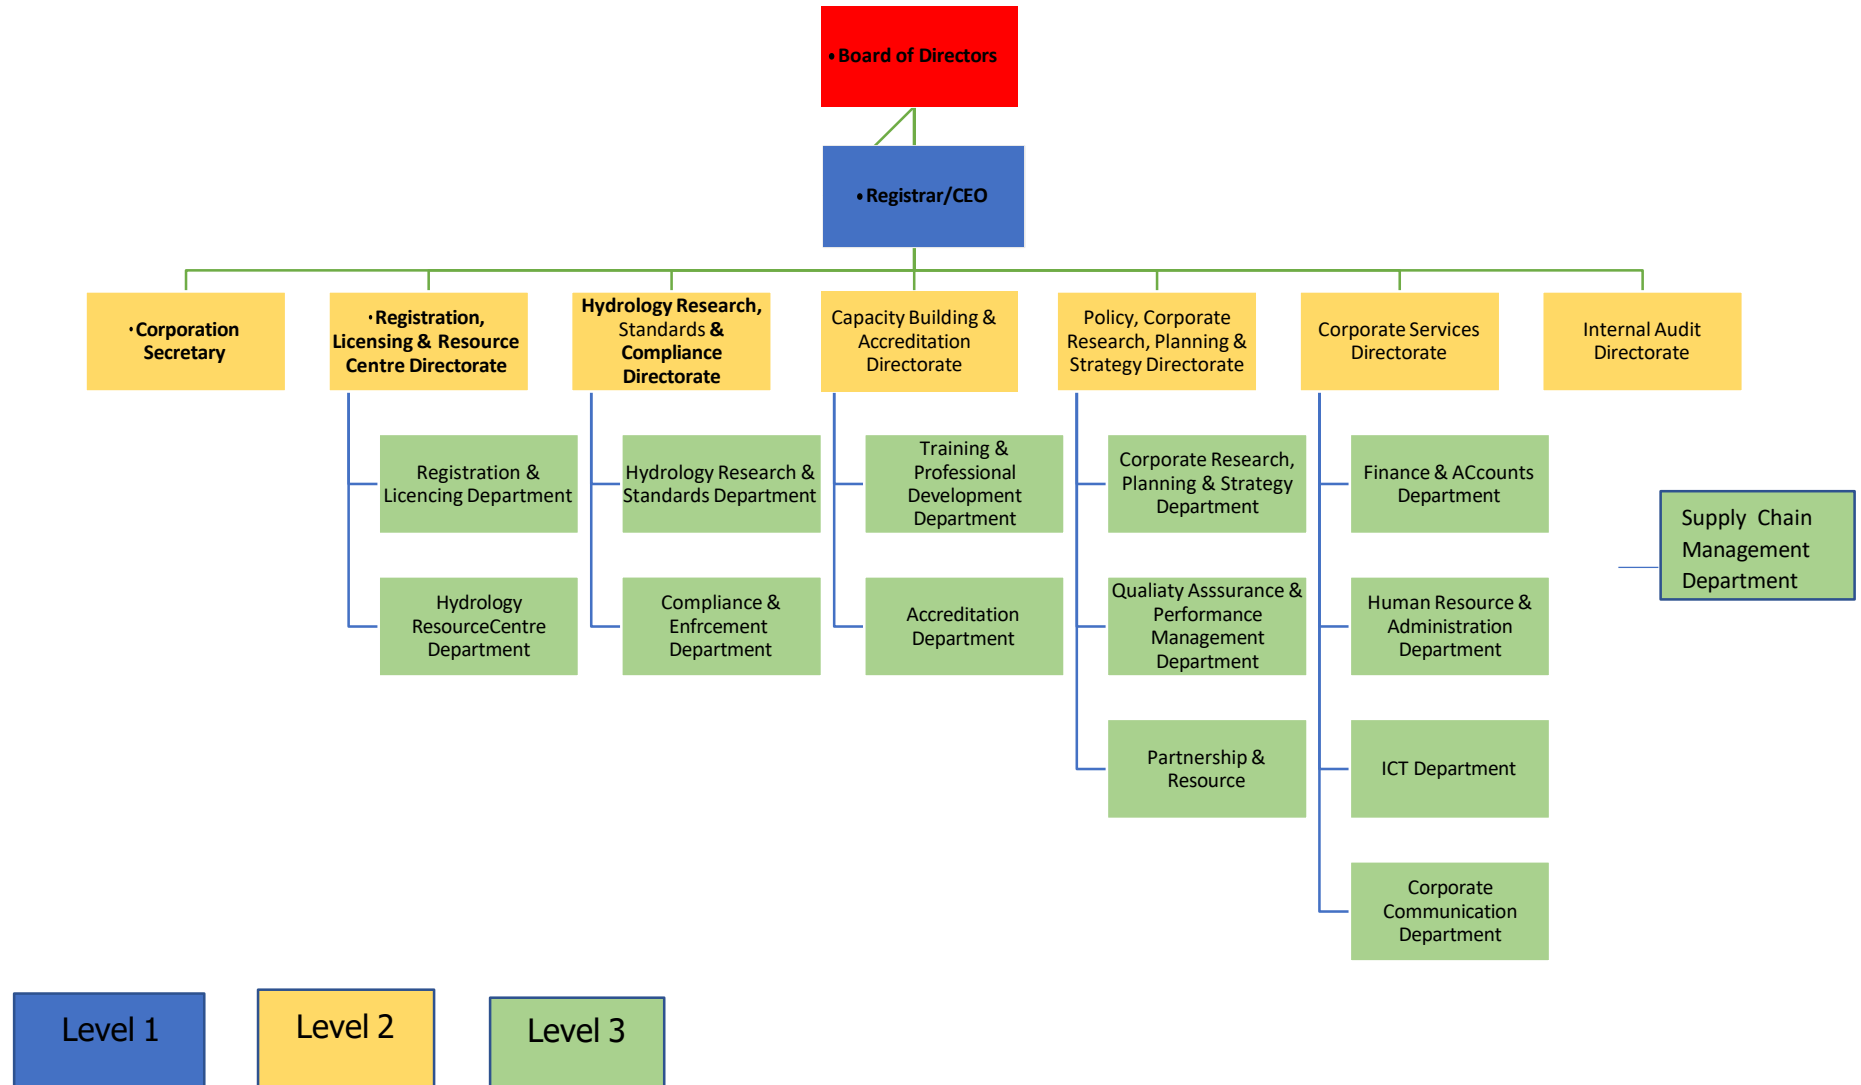 •Board of Directors
•Registrar/CEO
•Corporation
Secretary
•Registration,
Licensing & Resource
Centre Directorate
Hydrology Research,
Standards & 
Compliance
Directorate
Capacity Building &
Accreditation
Directorate
Policy, Corporate
Research, Planning &
Strategy Directorate
Corporate Services
Directorate
Internal Audit
Directorate
Registration &
Licencing Department
Hydrology
ResourceCentre
Department
Hydrology Research &
Standards Department
Compliance &
Enfrcement
Department
Training &
Professional
Development
Department
Accreditation
Department
Corporate Research,
Planning & Strategy
Department
Qualiaty Asssurance &
Performance
Management
Department
Partnership &
Resource
Finance & ACcounts
Department
Human Resource &
Administration
Department
ICT Department
Corporate
Communication
Department
Supply Chain
Management
Department
Level 1
Level 2
Level 3